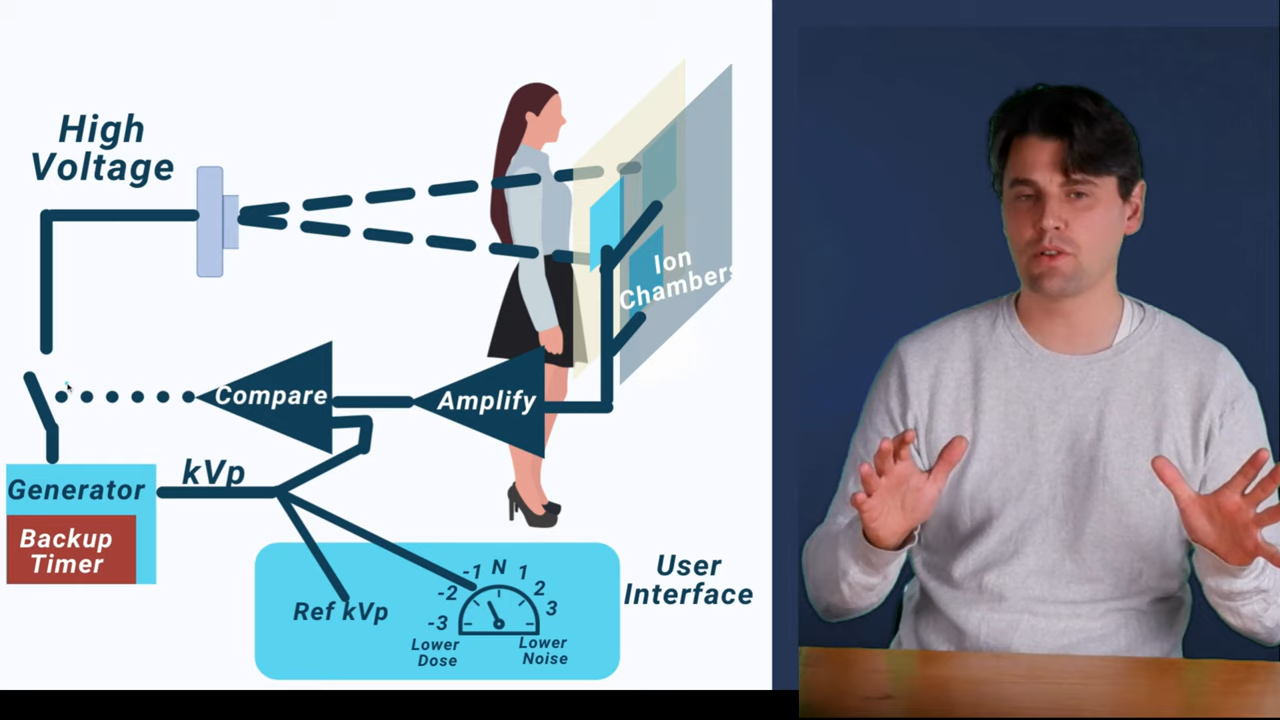 High
Voltage
Ion
Chambers
Compare
Amplify
kVp
Generator
Backup
Timer
User
Interface
Ref kVp
-3
-2
-1
N
1
2
3
Lower
Dose
Lower
Noise